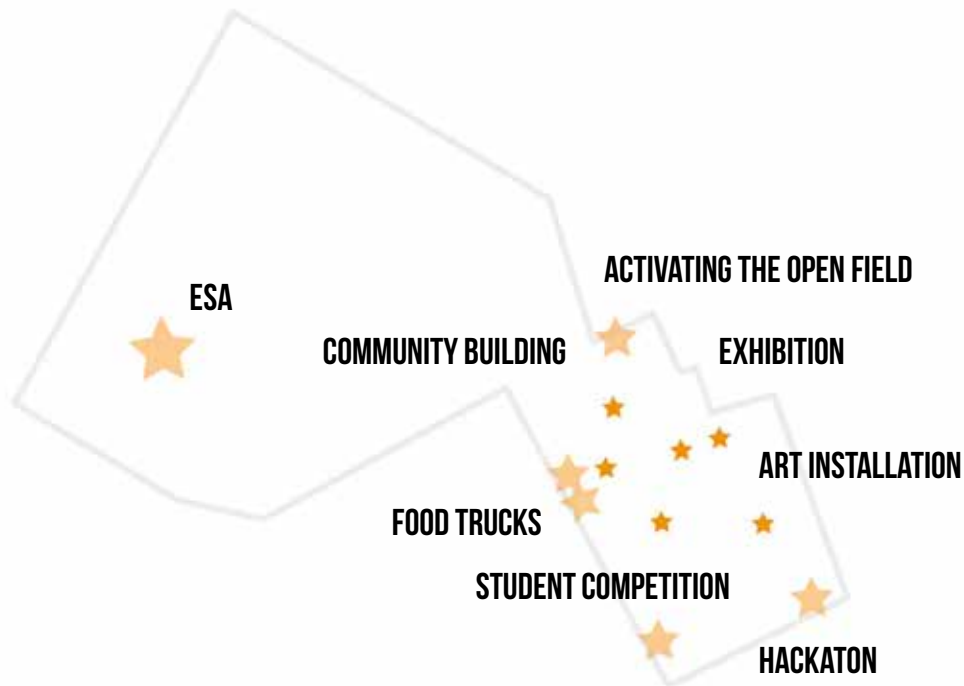 ACTIVATING THE OPEN FIELD
ESA
COMMUNITY BUILDING
EXHIBITION
ART INSTALLATION
FOOD TRUCKS
STUDENT COMPETITION
HACKATON